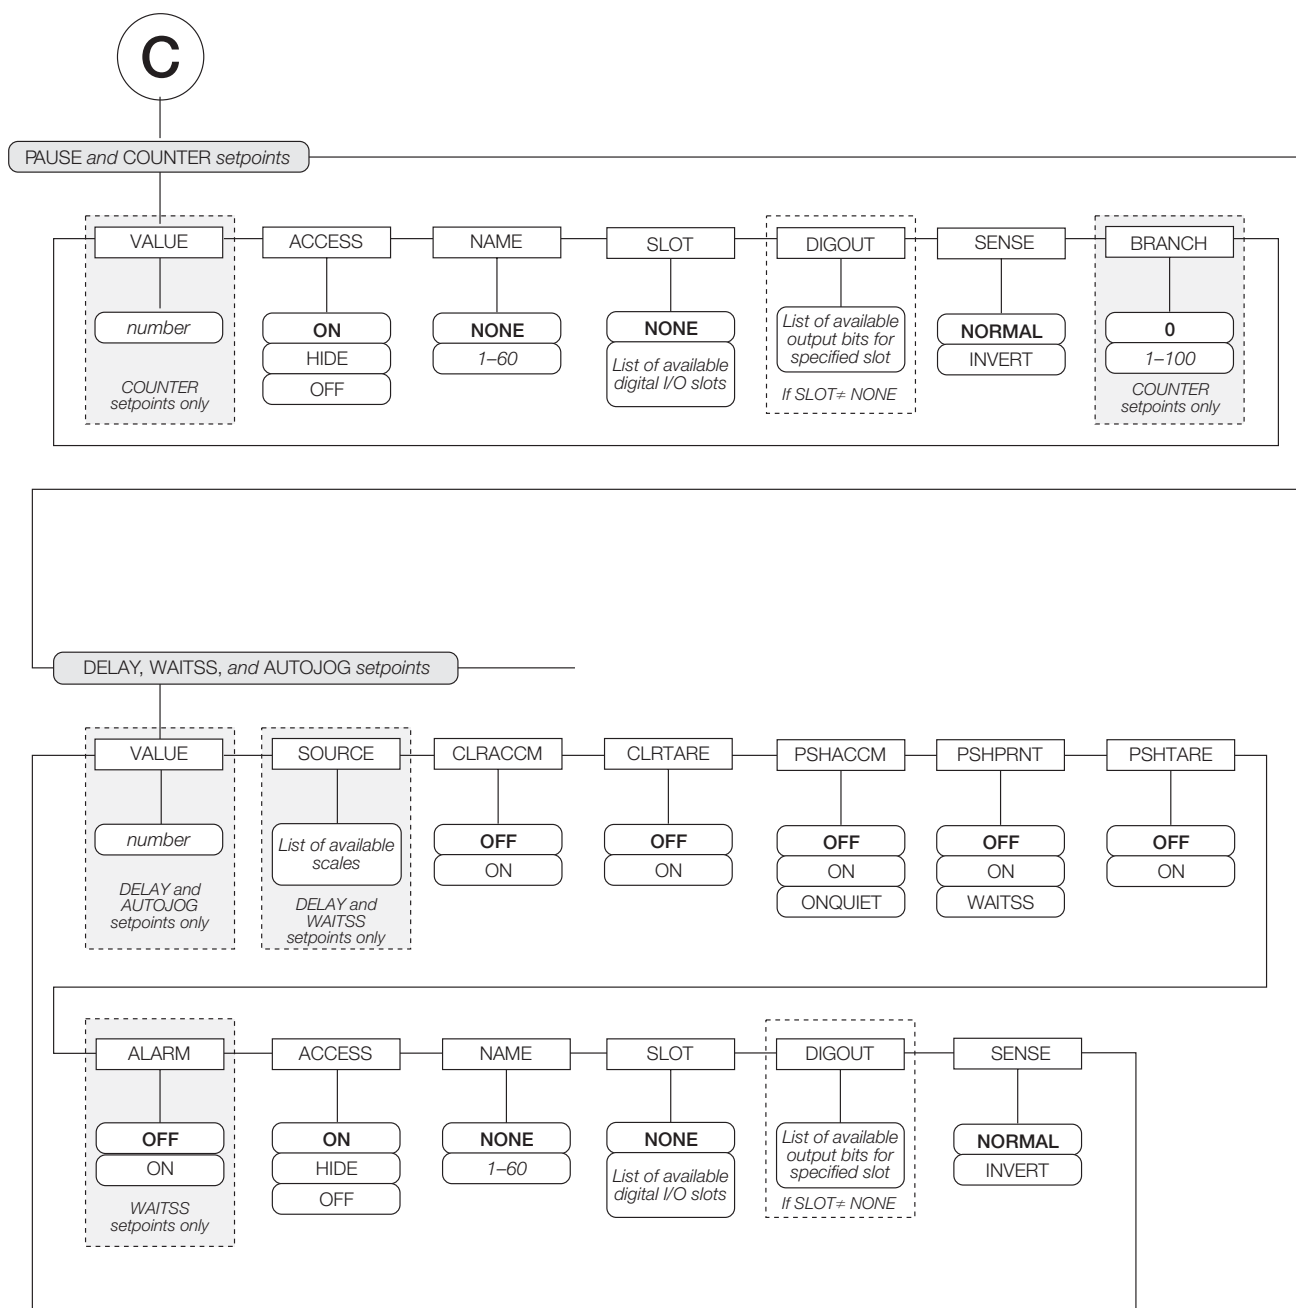 C
PAUSE and COUNTER setpoints
VALUE
ACCESS
NAME
SLOT
DIGOUT
SENSE
BRANCH
number
COUNTER
setpoints only
ON
HIDE
OFF
NONE
1–60
NONE
List of available
digital I/O slots
List of available
output bits for
specified slot
If SLOT≠ NONE
NORMAL
INVERT
0
1–100
COUNTER
setpoints only
DELAY, WAITSS, and AUTOJOG setpoints
VALUE
SOURCE
CLRACCM
CLRTARE
PSHACCM
PSHPRNT
PSHTARE
number
DELAY and
AUTOJOG
setpoints only
List of available
scales
DELAY and
WAITSS
setpoints only
OFF
ON
OFF
ON
OFF
ON
ONQUIET
OFF
ON
WAITSS
OFF
ON
ALARM
ACCESS
NAME
SLOT
DIGOUT
SENSE
OFF
ON
WAITSS
setpoints only
ON
HIDE
OFF
NONE
1–60
NONE
List of available
digital I/O slots
List of available
output bits for
specified slot
If SLOT≠ NONE
NORMAL
INVERT